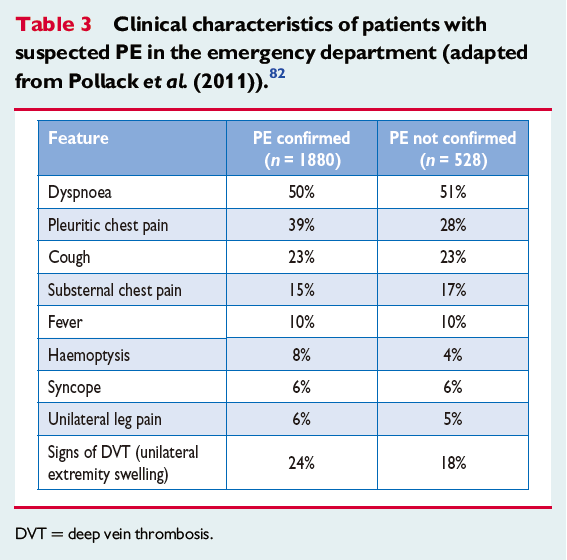 Table 3 Clinical characteristics of patients with
suspected PE in the emergency department (adapted
from Pollack et al. (2011)).82
Feature PE confirmed PE not confirmed
(n = 1880) (n = 528)
Dyspnoea 50% 51%
Pleuritic chest pain 39% 28%
Cough 23% 23%
Substernal chest pain 15% 17%
Fever 10% 10%
Haemoptysis 8% 4%
Syncope 6% 6%
Unilateral leg pain 6% 5%
Signs of DVT (unilateral
extremity swelling) 24% 18%
DVT = deep vein thrombosis.